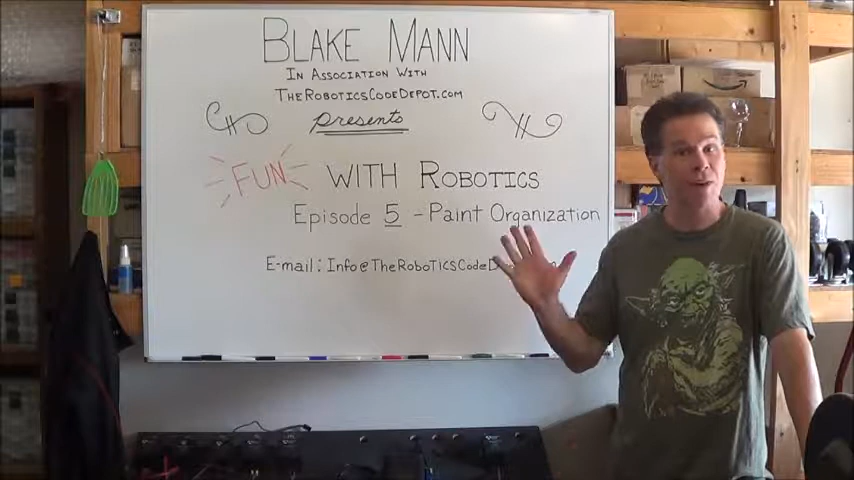 BLAKE MANN
IN ASSOCIATION WITH
THEROBOTICSCODEDEPOT.COM
presents
FUN WITH ROBOTICS
EPISODE 5 - PAINT ORGANIZATION
E-MAIL: INFO@THEROBOTICSCODED